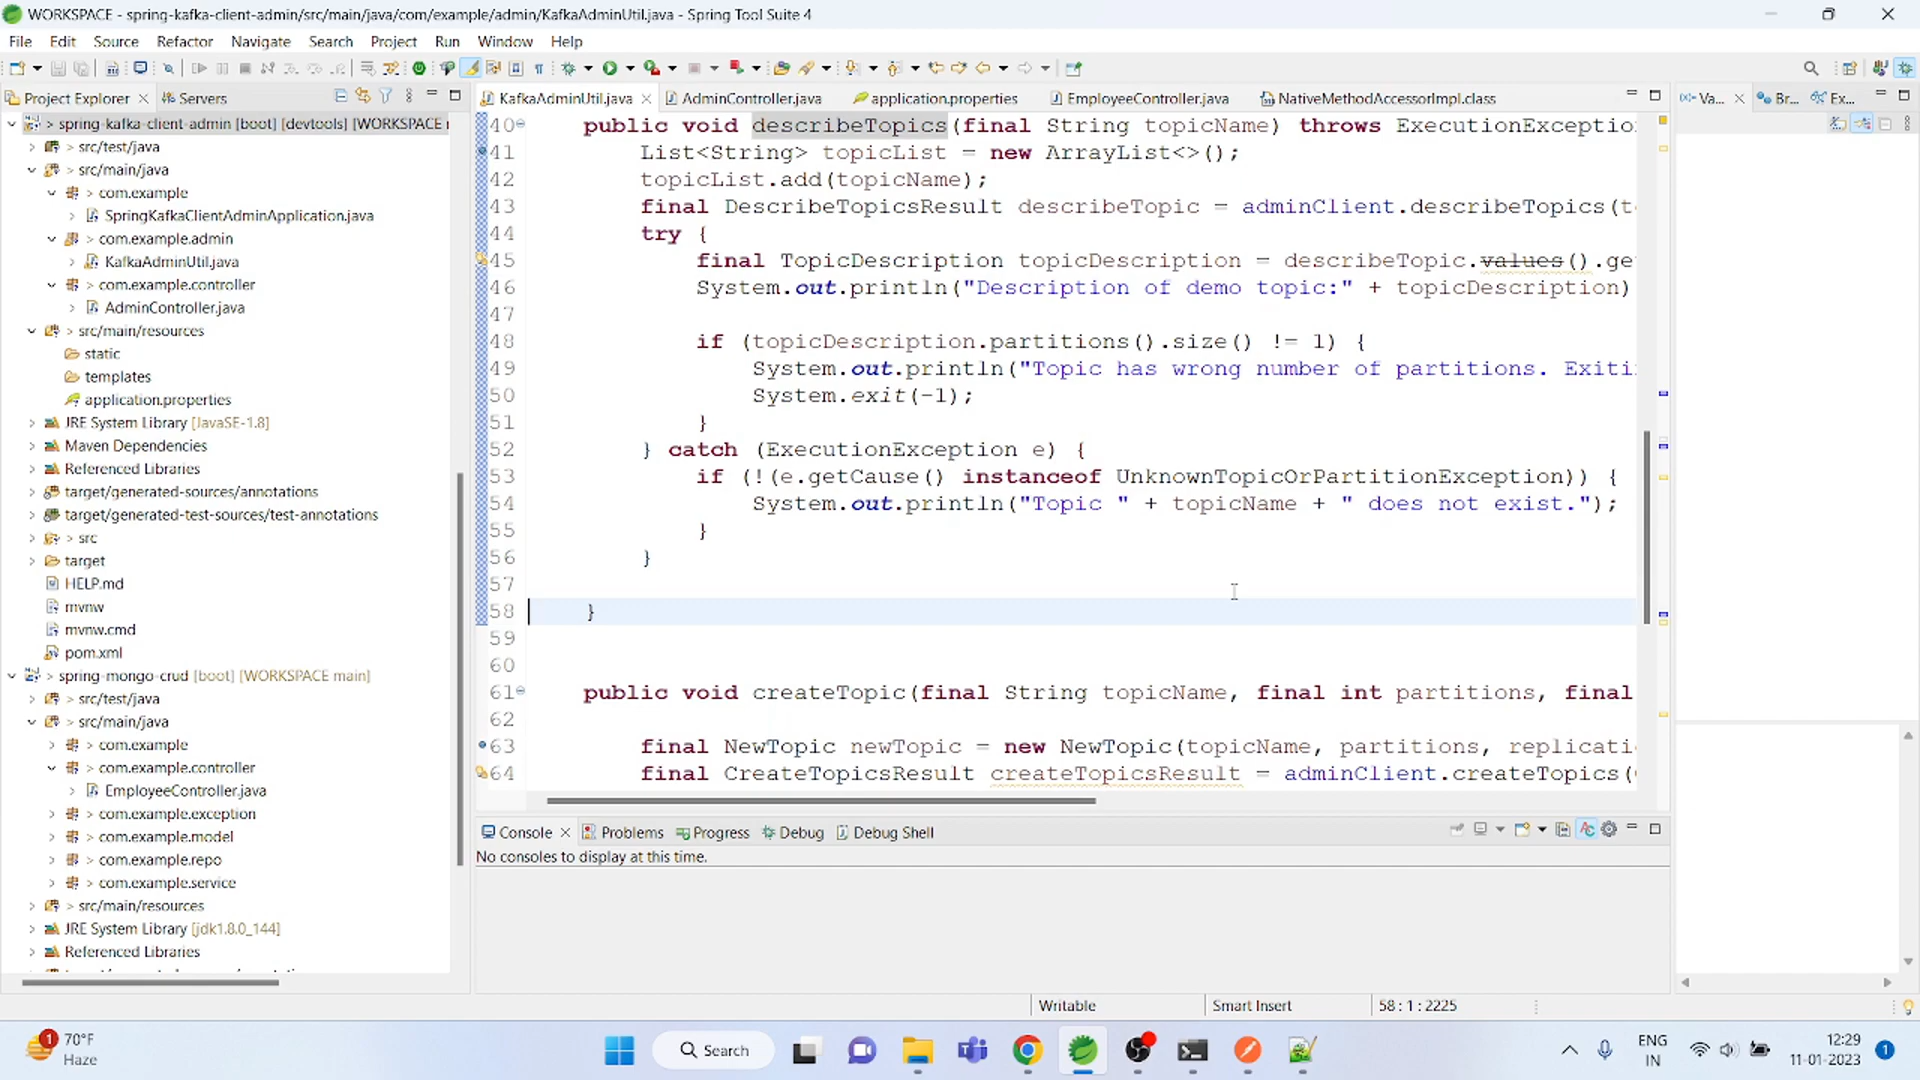 WORKSPACE - spring-kafka-client-admin/src/main/java/com/example/admin/KafkaAdminUtil.java - Spring Tool Suite 4
File Edit Source Refactor Navigate Search Project Run Window Help
Project Explorer Servers
> spring-kafka-client-admin [boot] [devtools] [WORKSPACE
> src/test/java
> src/main/java
> com.example
> SpringKafkaClientAdminApplication.java
> com.example.admin
> KafkaAdminUtil.java
> com.example.controller
> AdminController.java
> src/main/resources
static
templates
application.properties
JRE System Library [JavaSE-1.8]
Maven Dependencies
Referenced Libraries
target/generated-sources/annotations
target/generated-test-sources/test-annotations
> src
target
HELP.md
mvnw
mvnw.cmd
pom.xml
> spring-mongo-crud [boot] [WORKSPACE main]
> src/test/java
> src/main/java
> com.example
> com.example.controller
> EmployeeController.java
> com.example.exception
> com.example.model
> com.example.repo
> com.example.service
> src/main/resources
JRE System Library [jdk1.8.0_144]
Referenced Libraries
KafkaAdminUtil.java AdminController.java application.properties EmployeeController.java NativeMethodAccessorImpl.class
40 public void describeTopics(final String topicName) throws ExecutionExceptio
41 List<String> topicList = new ArrayList<>();
42 topicList.add(topicName);
43 final DescribeTopicsResult describeTopic = adminClient.describeTopics(t
44 try {
45 final TopicDescription topicDescription = describeTopic.values().ge
46 System.out.println("Description of demo topic:" + topicDescription)
47
48 if (topicDescription.partitions().size() != 1) {
49 System.out.println("Topic has wrong number of partitions. Exiti
50 System.exit(-1);
51 }
52 } catch (ExecutionException e) {
53 if (!(e.getCause() instanceof UnknownTopicOrPartitionException)) {
54 System.out.println("Topic " + topicName + " does not exist.");
55 }
56 }
57
58 }
59
60
61 public void createTopic(final String topicName, final int partitions, final
62
63 final NewTopic newTopic = new NewTopic(topicName, partitions, replicati
64 final CreateTopicsResult createTopicsResult = adminClient.createTopics(
Va... Br... Ex...
Console Problems Progress Debug Debug Shell
No consoles to display at this time.
Writable Smart Insert 58 : 1 : 2225
1 70°F
Haze
Search
ENG
IN
12:29
11-01-2023
1